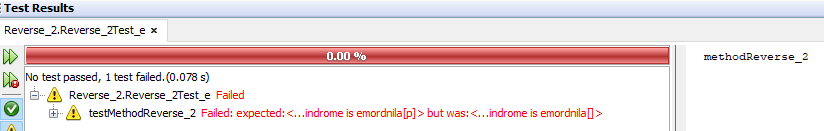 Test Results
Reverse_2.Reverse_2Test_e ×
0.00 %
methodReverse_2
No test passed, 1 test failed.(0.078 s)
Reverse_2.Reverse_2Test_e Failed
testMethodReverse_2 Failed: expected:<...indrome is emordnila[p]> but was:<...indrome is emordnila[]>